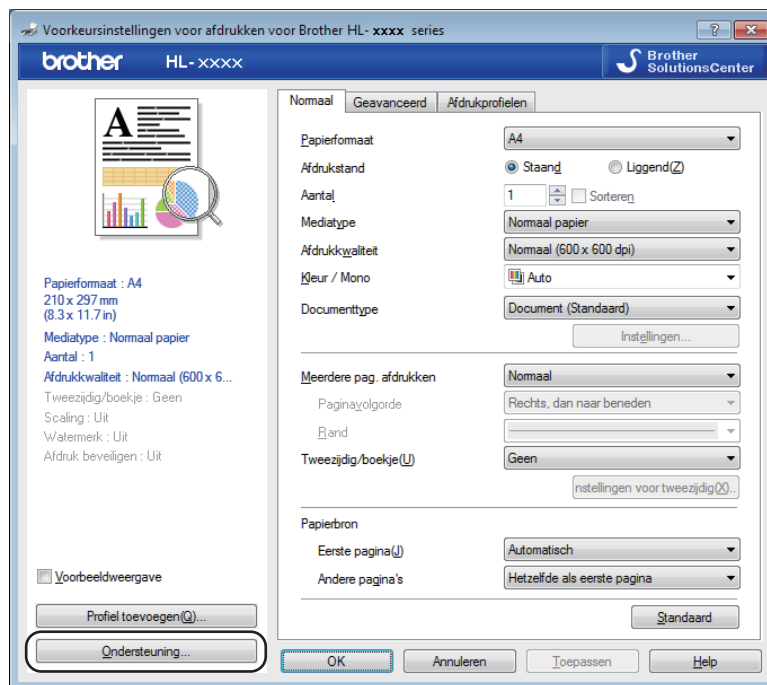 Voorkeursinstellingen voor afdrukken voor Brother HL- xxxx series
brother HL-xxxx
Brother
SolutionsCenter
A
Papierformaat : A4
210 x 297 mm
(8.3 x 11.7 in)
Mediatype : Normaal papier
Aantal : 1
Afdrukkwaliteit : Normaal (600 x 6...
Tweezijdig/boekje : Geen
Scaling : Uit
Watermerk : Uit
Afdruk beveiligen : Uit
Voorbeeldweergave
Profiel toevoegen(Q)...
Ondersteuning...
Normaal Geavanceerd Afdrukprofielen
Papierformaat A4
Afdrukstand Staand Liggend(Z)
Aantal 1 Sorteren
Mediatype Normaal papier
Afdrukkwaliteit Normaal (600 x 600 dpi)
Kleur / Mono Auto
Documenttype Document (Standaard)
Instellingen...
Meerdere pag. afdrukken Normaal
Paginavolgorde Rechts, dan naar beneden
Rand
Tweezijdig/boekje(U) Geen
nstellingen voor tweezijdig(X)..
Papierbron
Eerste pagina(J) Automatisch
Andere pagina's Hetzelfde als eerste pagina
Standaard
OK Annuleren Toepassen Help